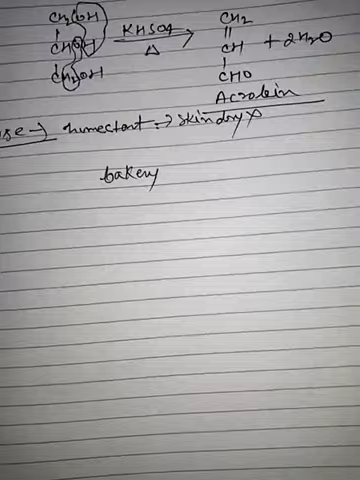 CH2OH CH2
CHOH KHSO4 Δ CH + 2H2O
CH2OH CHO
Acrolein
use → humectant :→ skin dry ✗
bakery